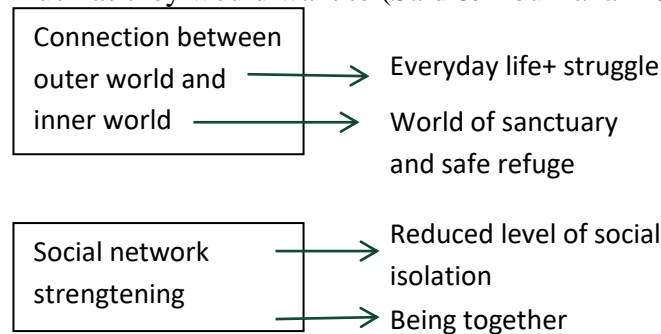 Connection between
outer world and
inner world
Everyday life+ struggle
World of sanctuary
and safe refuge
Social network
strengtening
Reduced level of social
isolation
Being together